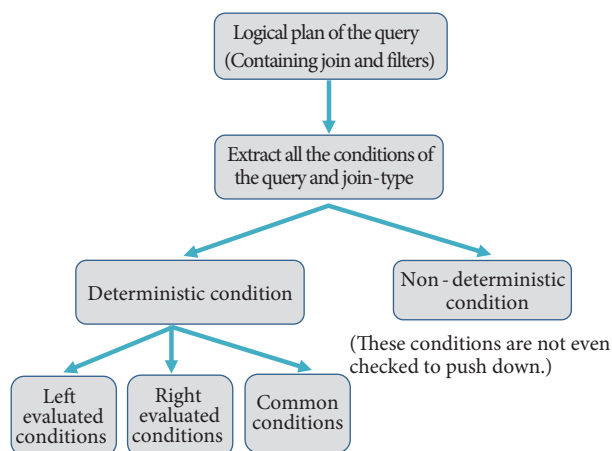 Logical plan of the query
(Containing join and filters)
Extract all the conditions of
the query and join-type
Deterministic condition
Non - deterministic
condition
(These conditions are not even
checked to push down.)
Left
evaluated
conditions
Right
evaluated
conditions
Common
conditions